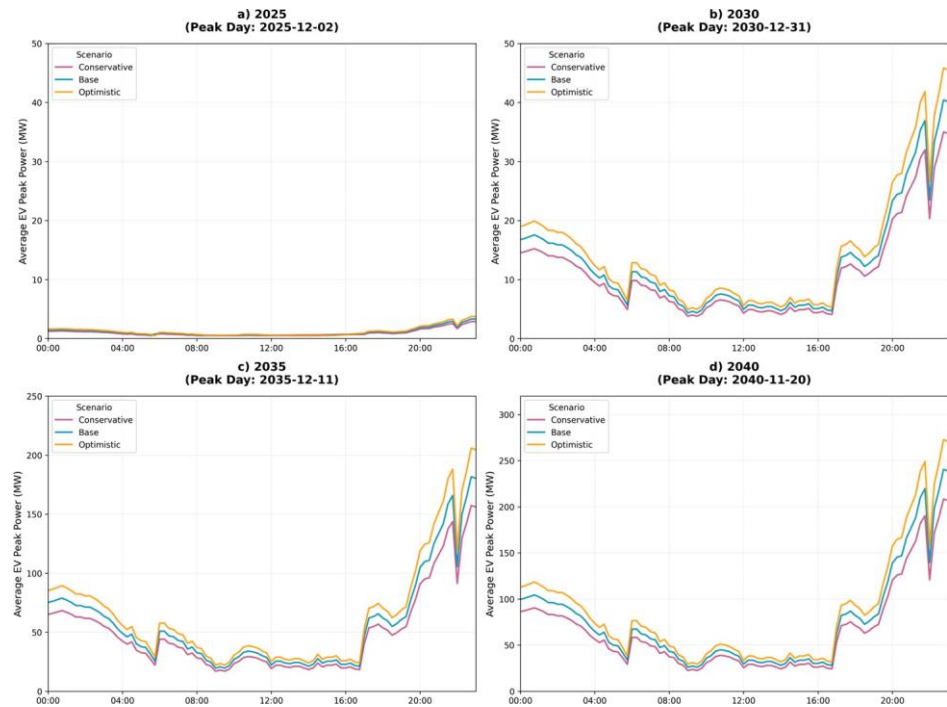 a) 2025
(Peak Day: 2025-12-02)
Average EV Peak Power (MW)
50
40
30
20
10
0
Scenario
Conservative
Base
Optimistic
00:00 04:00 08:00 12:00 16:00 20:00
b) 2030
(Peak Day: 2030-12-31)
Average EV Peak Power (MW)
50
40
30
20
10
0
Scenario
Conservative
Base
Optimistic
00:00 04:00 08:00 12:00 16:00 20:00
c) 2035
(Peak Day: 2035-12-11)
Average EV Peak Power (MW)
250
200
150
100
50
0
Scenario
Conservative
Base
Optimistic
00:00 04:00 08:00 12:00 16:00 20:00
d) 2040
(Peak Day: 2040-11-20)
Average EV Peak Power (MW)
300
250
200
150
100
50
0
Scenario
Conservative
Base
Optimistic
00:00 04:00 08:00 12:00 16:00 20:00